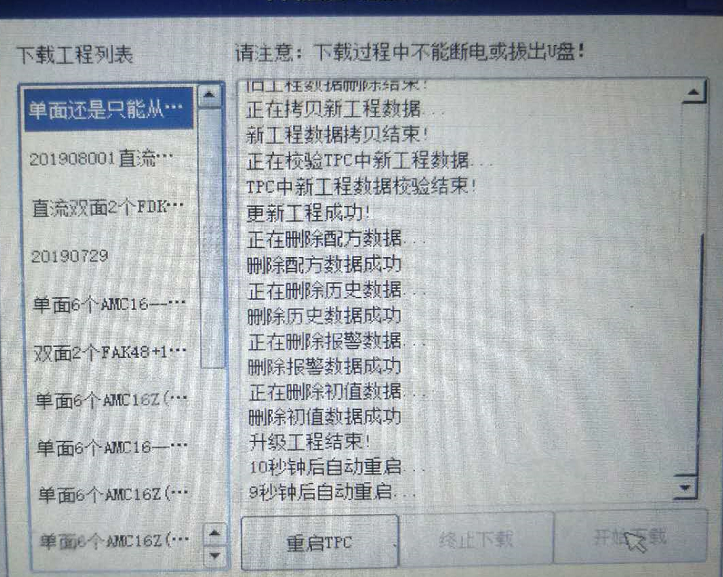 下载工程列表
请注意：下载过程中不能断电或拔出U盘！
单面还是只能从…
201908001直流…
直流双面2个FDK…
20190729
单面6个AMC16--…
双面2个FAK48+1…
单面6个AMC16Z(…
单面6个AMC16--…
单面6个AMC16Z(…
单面6个AMC16Z(…
旧工程数据删除结束!
正在拷贝新工程数据...
新工程数据拷贝结束!
正在校验TPC中新工程数据...
TPC中新工程数据校验结束!
更新工程成功!
正在删除配方数据...
删除配方数据成功
正在删除历史数据...
删除历史数据成功
正在删除报警数据...
删除报警数据成功
正在删除初值数据...
删除初值数据成功
升级工程结束!
10秒钟后自动重启...
9秒钟后自动重启...
重启TPC
终止下载
开始下载